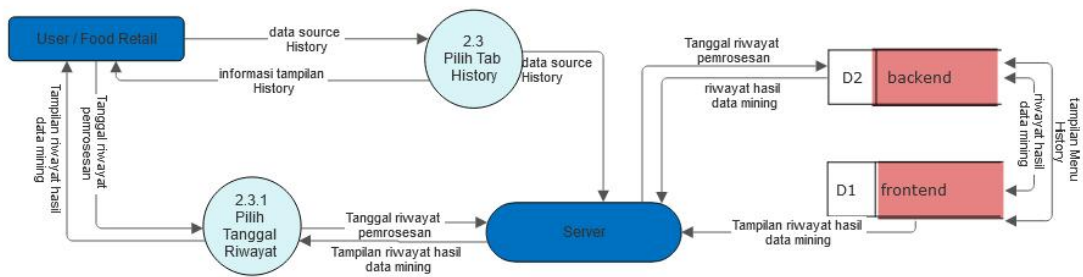 User / Food Retail
data source
History
informasi tampilan
History
2.3
Pilih Tab
History
data source
History
Tanggal riwayat
pemrosesan
riwayat hasil
data mining
D2 backend
tampilan Menu
History
riwayat hasil
data mining
D1 frontend
Tampilan riwayat hasil
data mining
Tanggal riwayat
pemrosesan
Tampilan riwayat hasil
data mining
2.3.1
Pilih
Tanggal
Riwayat
Tanggal riwayat
pemrosesan
Tampilan riwayat hasil
data mining
Server